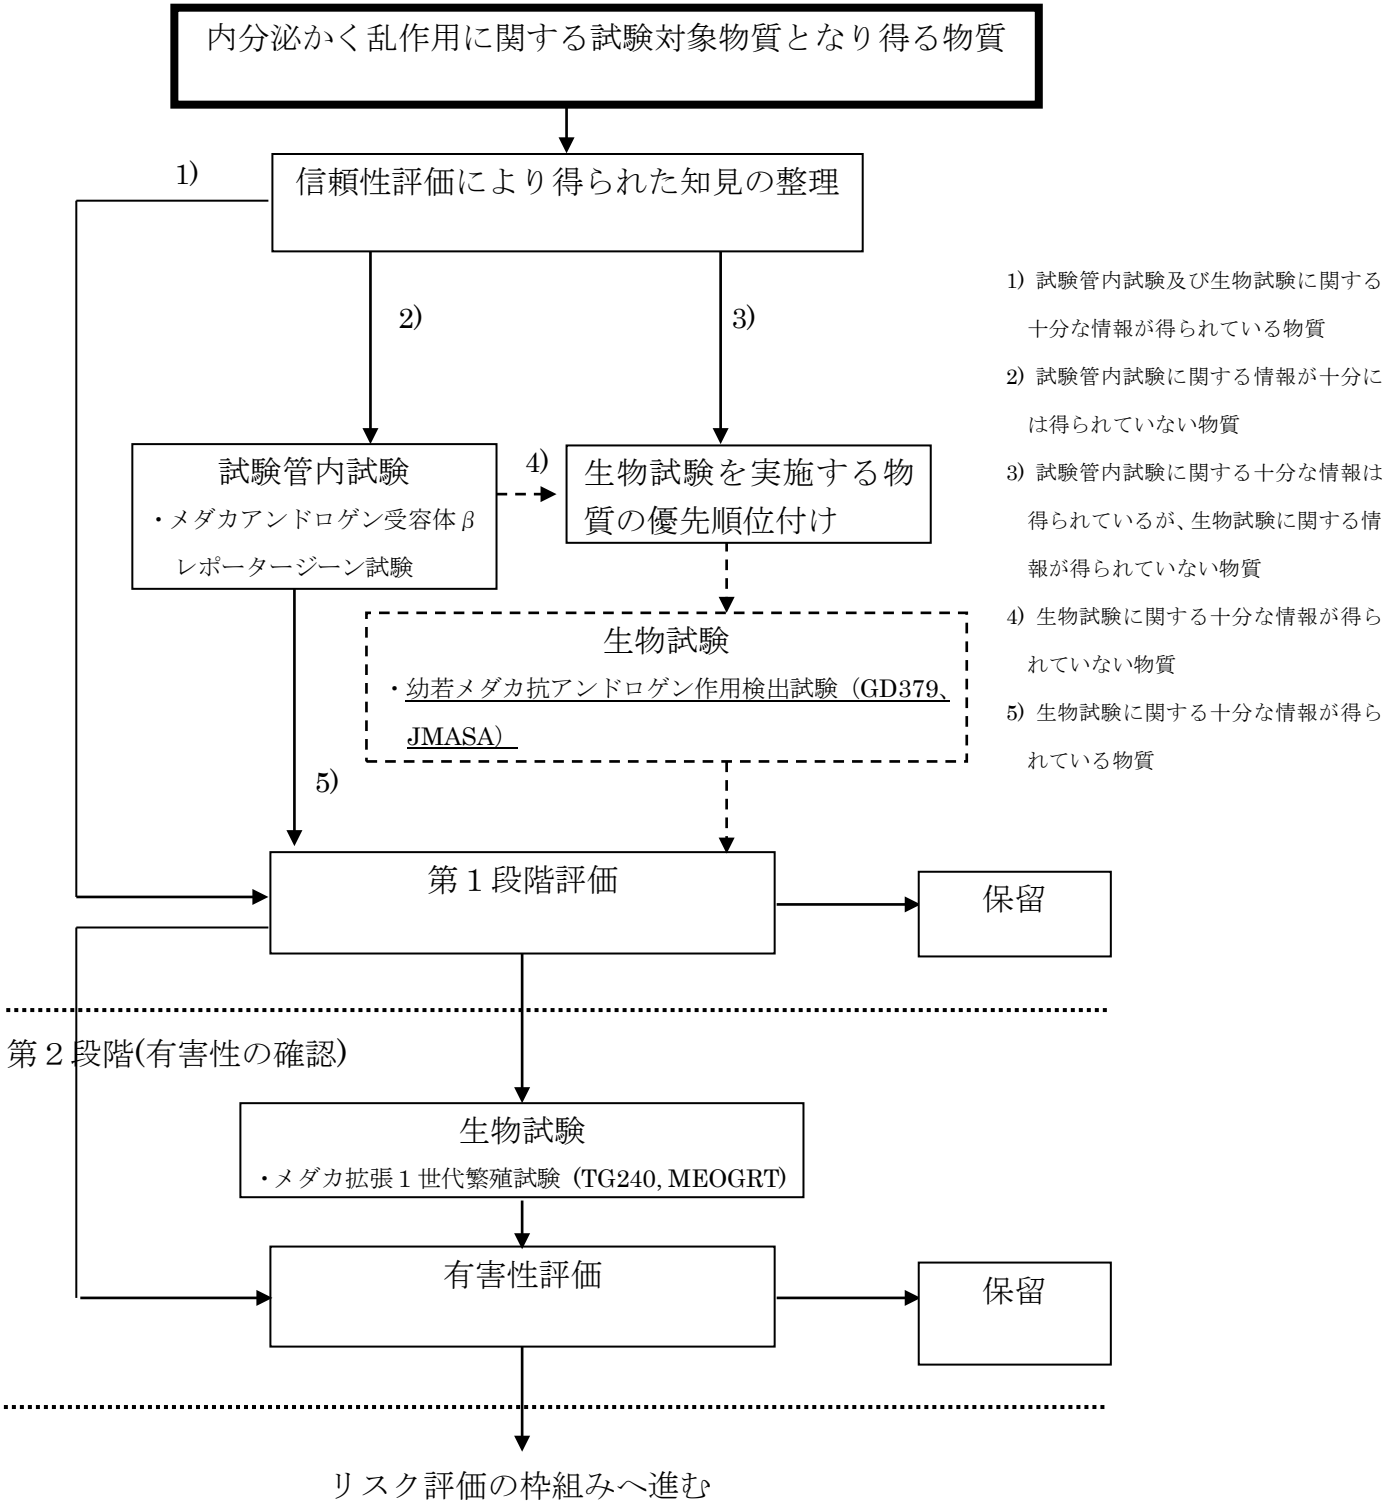 内分泌かく乱作用に関する試験対象物質となり得る物質
1)
信頼性評価により得られた知見の整理
2)
3)
1) 試験管内試験及び生物試験に関する
十分な情報が得られている物質
2) 試験管内試験に関する情報が十分に
は得られていない物質
3) 試験管内試験に関する十分な情報は
得られているが、生物試験に関する情
報が得られていない物質
4) 生物試験に関する十分な情報が得ら
れていない物質
5) 生物試験に関する十分な情報が得ら
れている物質
試験管内試験
・メダカアンドロゲン受容体β
レポータージーン試験
4)
生物試験を実施する物
質の優先順位付け
生物試験
・幼若メダカ抗アンドロゲン作用検出試験（GD379、
JMASA）
5)
第１段階評価
保留
第２段階(有害性の確認)
生物試験
・メダカ拡張１世代繁殖試験 (TG240, MEOGRT)
有害性評価
保留
リスク評価の枠組みへ進む